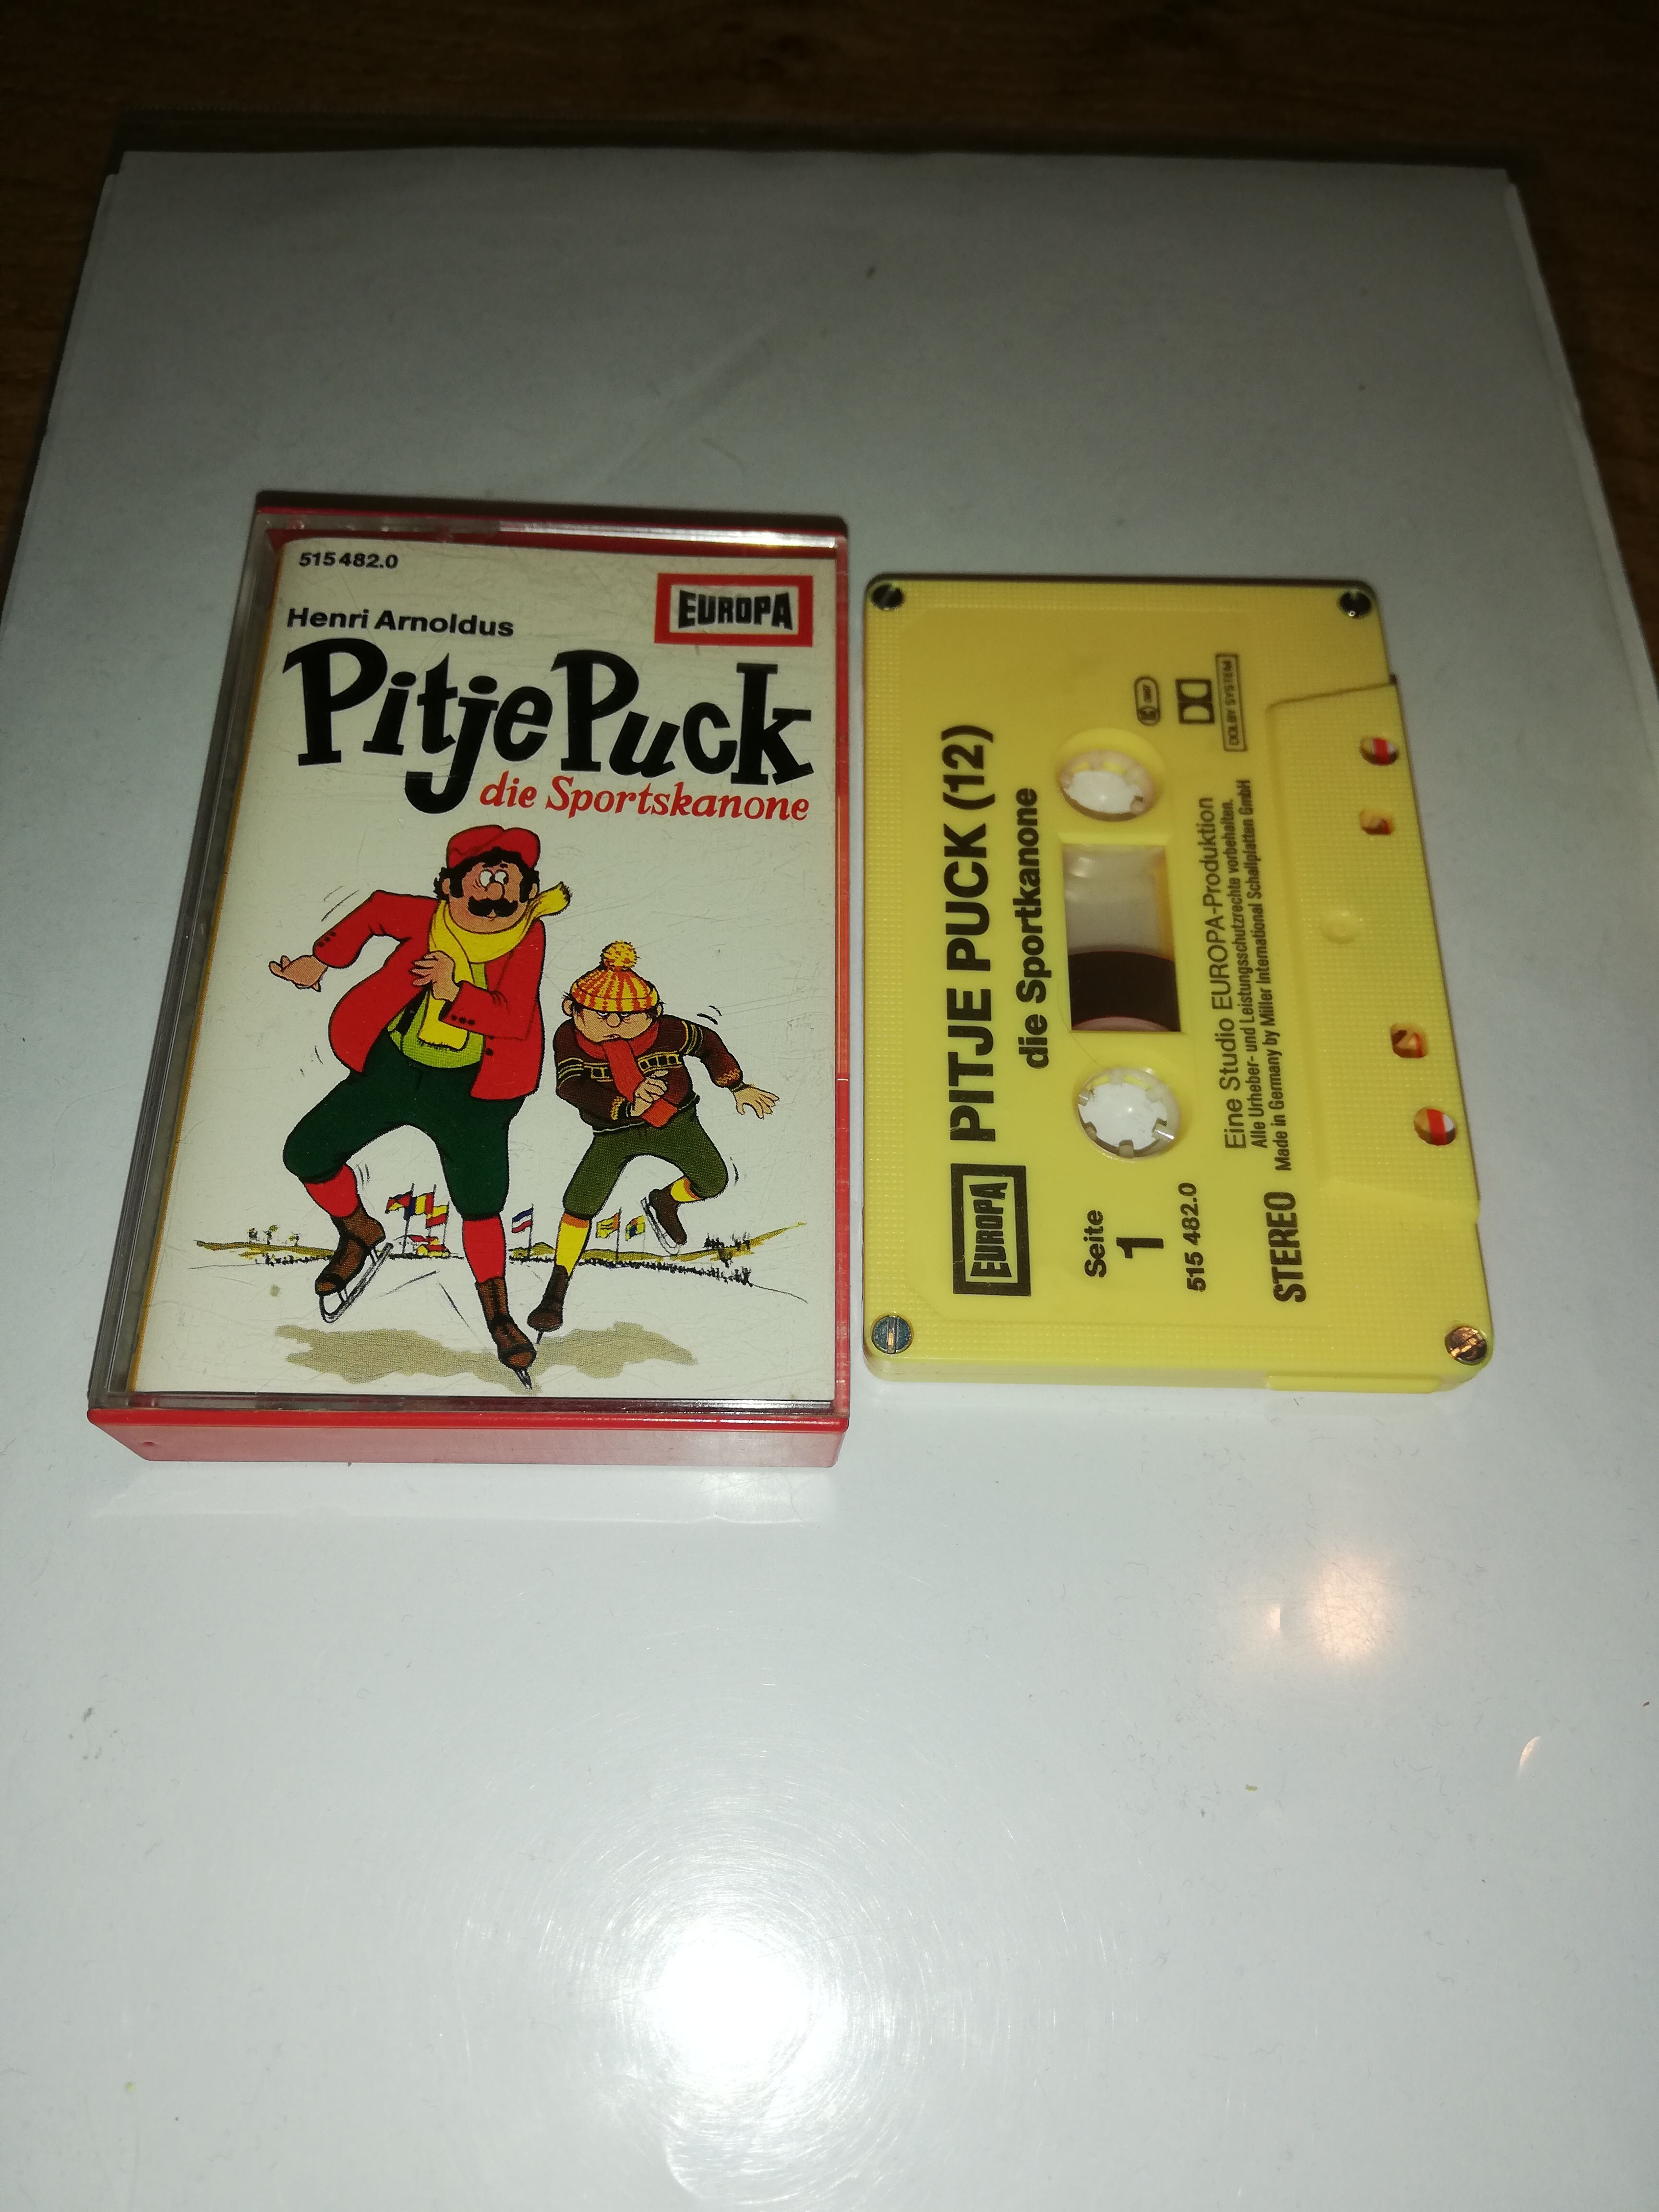 515 482.0
EUROPA
Henri Arnoldus
Pitje Puck
die Sportskanone
EUROPA
PITJE PUCK (12)
die Sportkanone
Seite
1
515 482.0
STEREO
Eine Studio EUROPA-Produktion
Alle Urheber- und Leistungsschutzrechte vorbehalten.
Made in Germany by Miller International Schallplatten GmbH
DOLBY SYSTEM